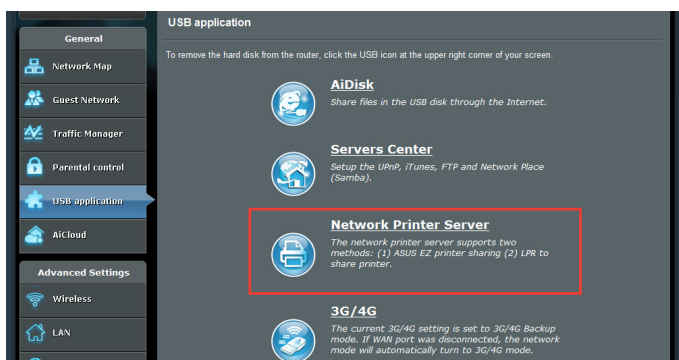 General
Network Map
Guest Network
Traffic Manager
Parental control
USB application
AiCloud
Advanced Settings
Wireless
LAN
USB application
To remove the hard disk from the router, click the USB icon at the upper right corner of your screen.
AiDisk
Share files in the USB disk through the Internet.
Servers Center
Setup the UPnP, iTunes, FTP and Network Place
(Samba).
Network Printer Server
The network printer server supports two
methods: (1) ASUS EZ printer sharing (2) LPR to
share printer.
3G/4G
The current 3G/4G setting is set to 3G/4G Backup
mode. If WAN port was disconnected, the network
mode will automatically turn to 3G/4G mode.